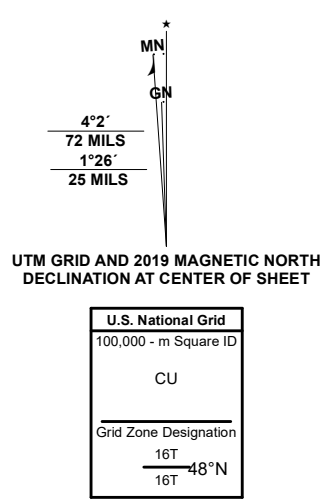 ★
MN
GN
4°2´
72 MILS
1°26´
25 MILS
UTM GRID AND 2019 MAGNETIC NORTH
DECLINATION AT CENTER OF SHEET
U.S. National Grid
100,000 - m Square ID
CU
Grid Zone Designation
16T
48°N
16T